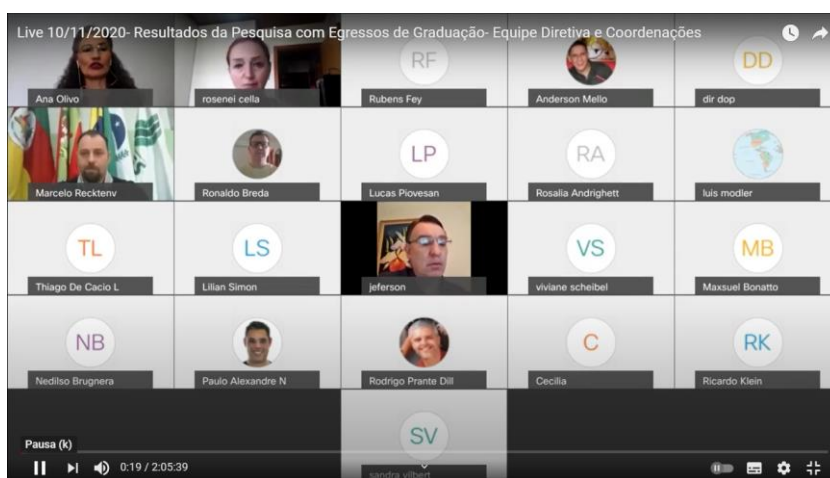 Live 10/11/2020- Resultados da Pesquisa com Egressos de Graduação- Equipe Diretiva e Coordenações
RF
DD
Ana Olivo
rosenei cella
Rubens Fey
Anderson Mello
dir dop
LP
RA
Marcelo Recktenv
Ronaldo Breda
Lucas Piovesan
Rosalia Andrighett
luis modler
TL
LS
VS
MB
Thiago De Cacio L
Lilian Simon
jeferson
viviane scheibel
Maxsuel Bonatto
NB
C
RK
Nedilso Brugnera
Paulo Alexandre N
Rodrigo Prante Dill
Cecilia
Ricardo Klein
SV
sandra vilbert
Pausa (k)
0:19 / 2:05:39